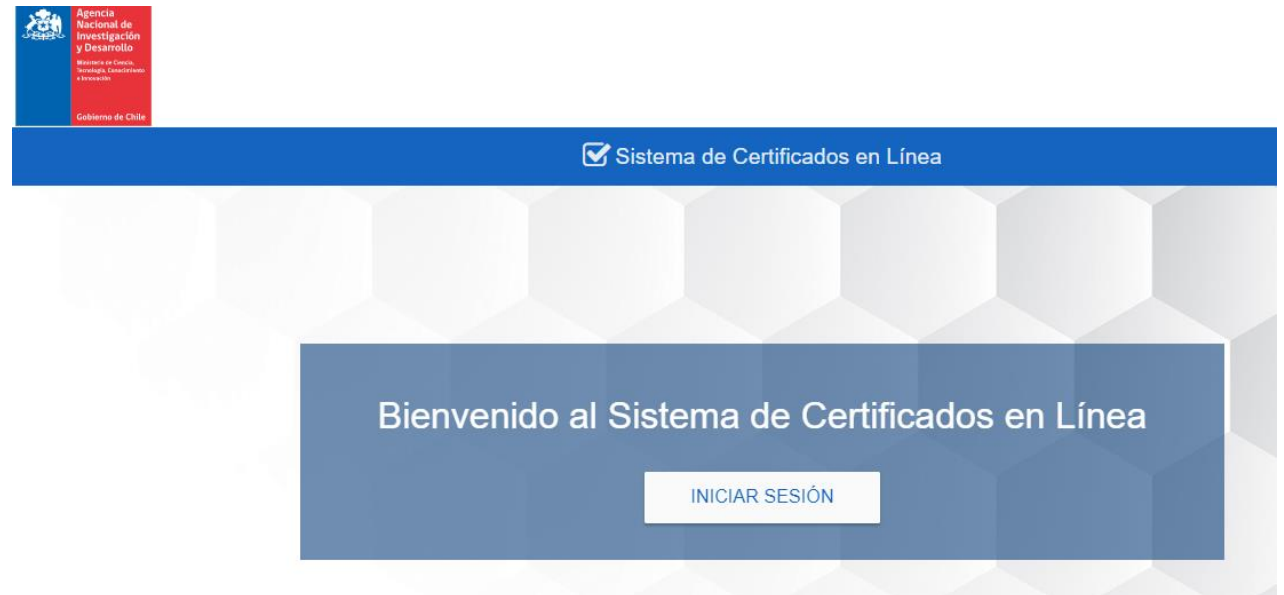 Agencia
Nacional de
Investigación
y Desarrollo
Ministerio de Ciencia,
Tecnología, Conocimiento
e Innovación
Gobierno de Chile
Sistema de Certificados en Línea
Bienvenido al Sistema de Certificados en Línea
INICIAR SESIÓN